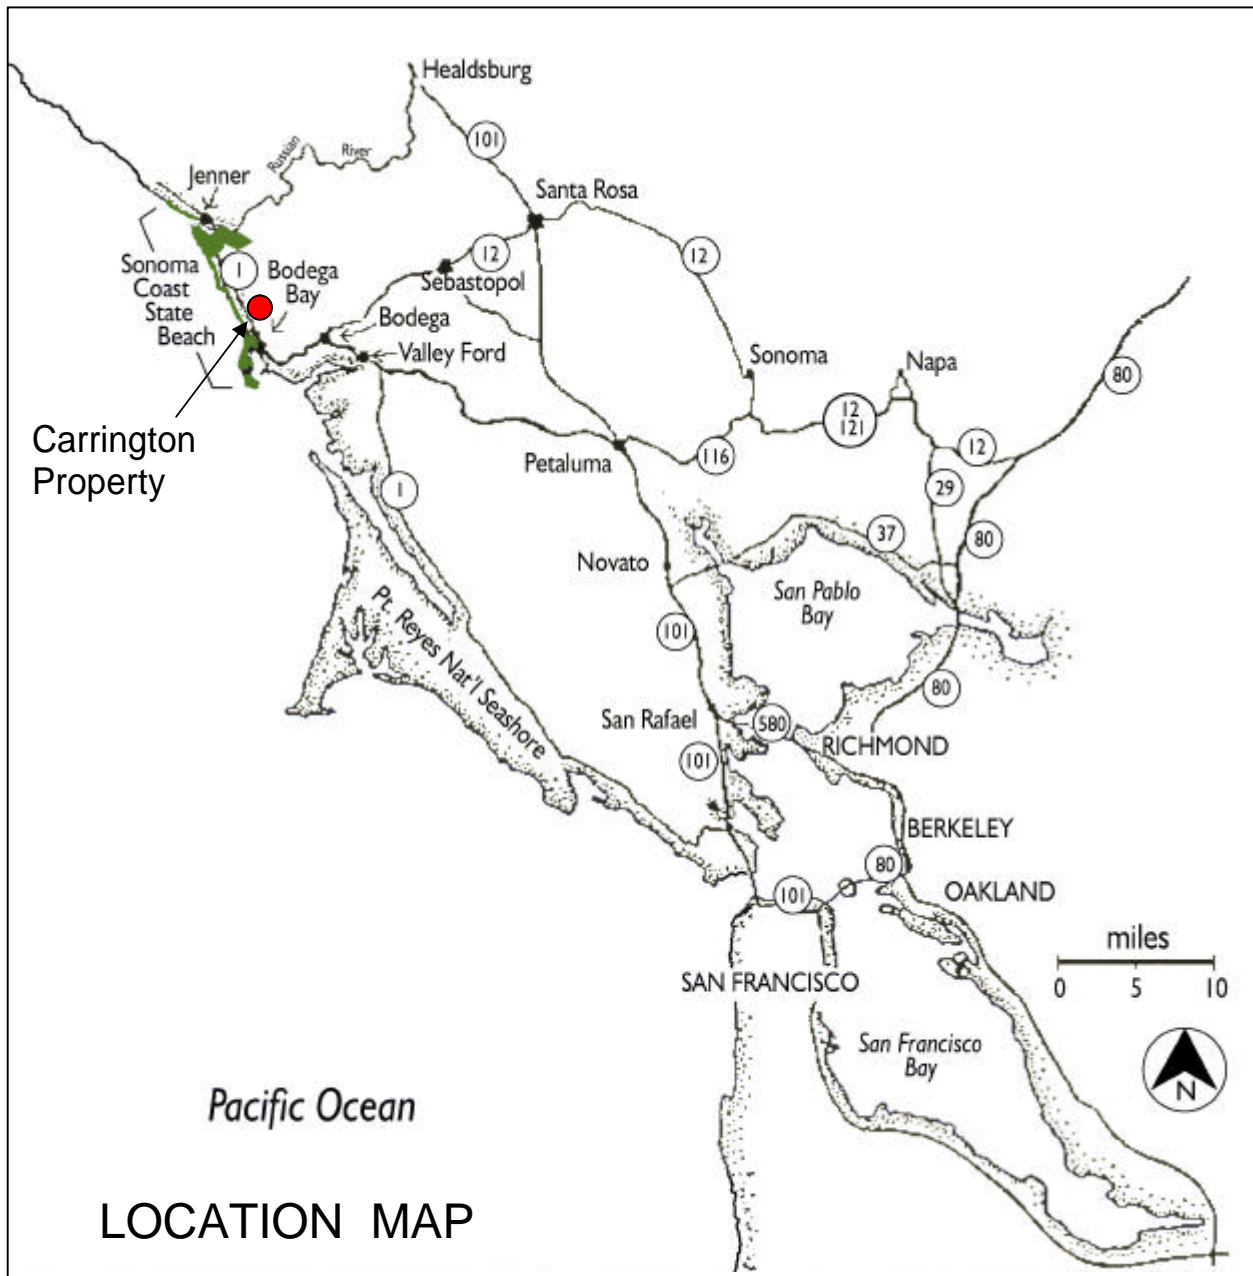 Healdsburg
101
Russian
River
Jenner
Santa Rosa
12
12
Sebastopol
Sonoma
Coast
State
Beach
1
Bodega
Bay
Bodega
Valley Ford
Sonoma
Napa
80
Carrington
Property
12
121
116
12
Petaluma
29
1
37
80
Novato
San Pablo
Bay
Pt. Reyes Nat'l Seashore
101
80
San Rafael
580
RICHMOND
101
BERKELEY
80
101
OAKLAND
miles
0 5 10
SAN FRANCISCO
San Francisco
Bay
N
Pacific Ocean
LOCATION MAP